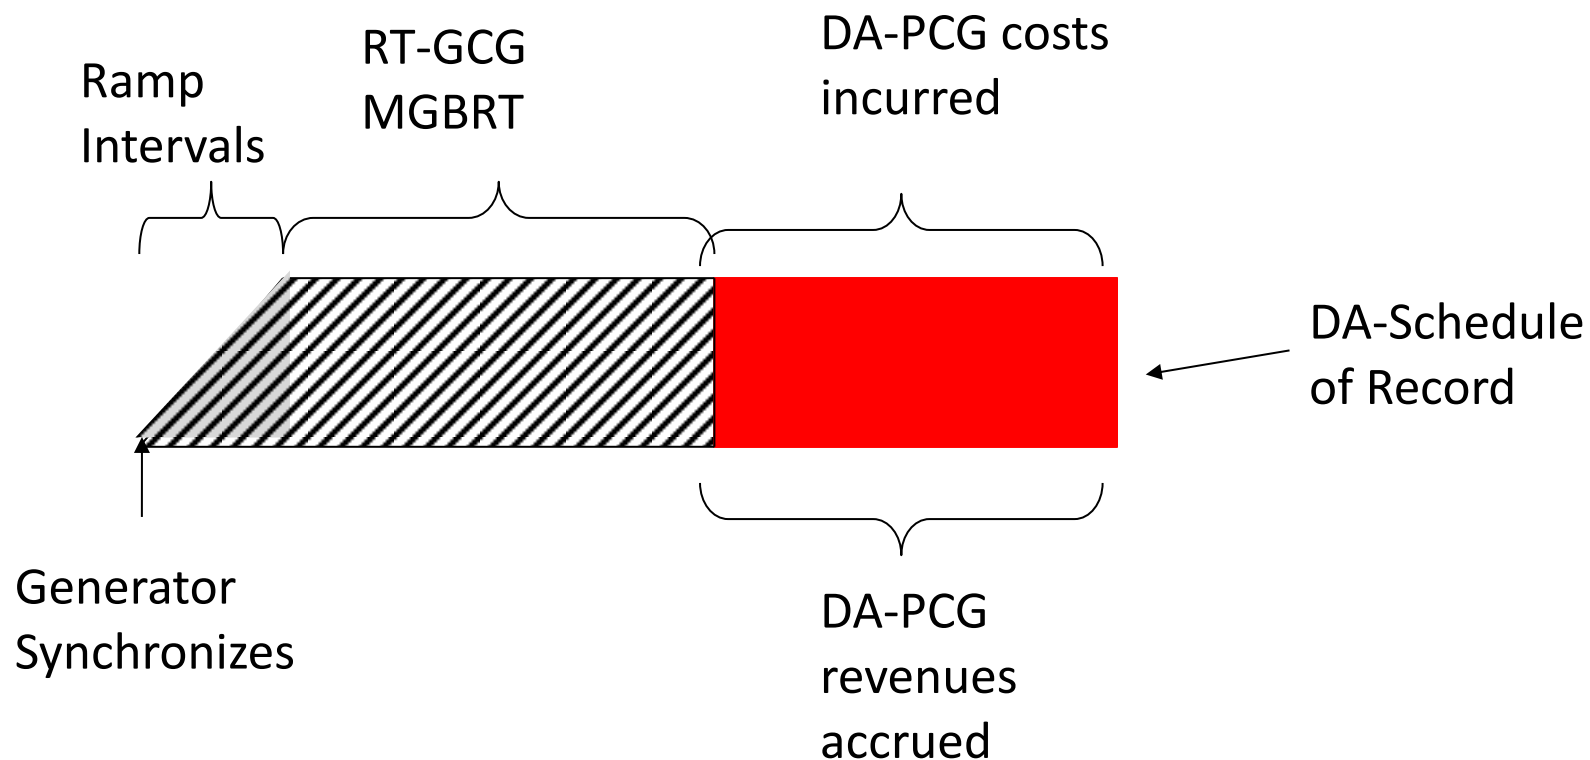 Ramp
Intervals
RT-GCG
MGBRT
DA-PCG costs
incurred
DA-Schedule
of Record
Generator
Synchronizes
DA-PCG
revenues
accrued